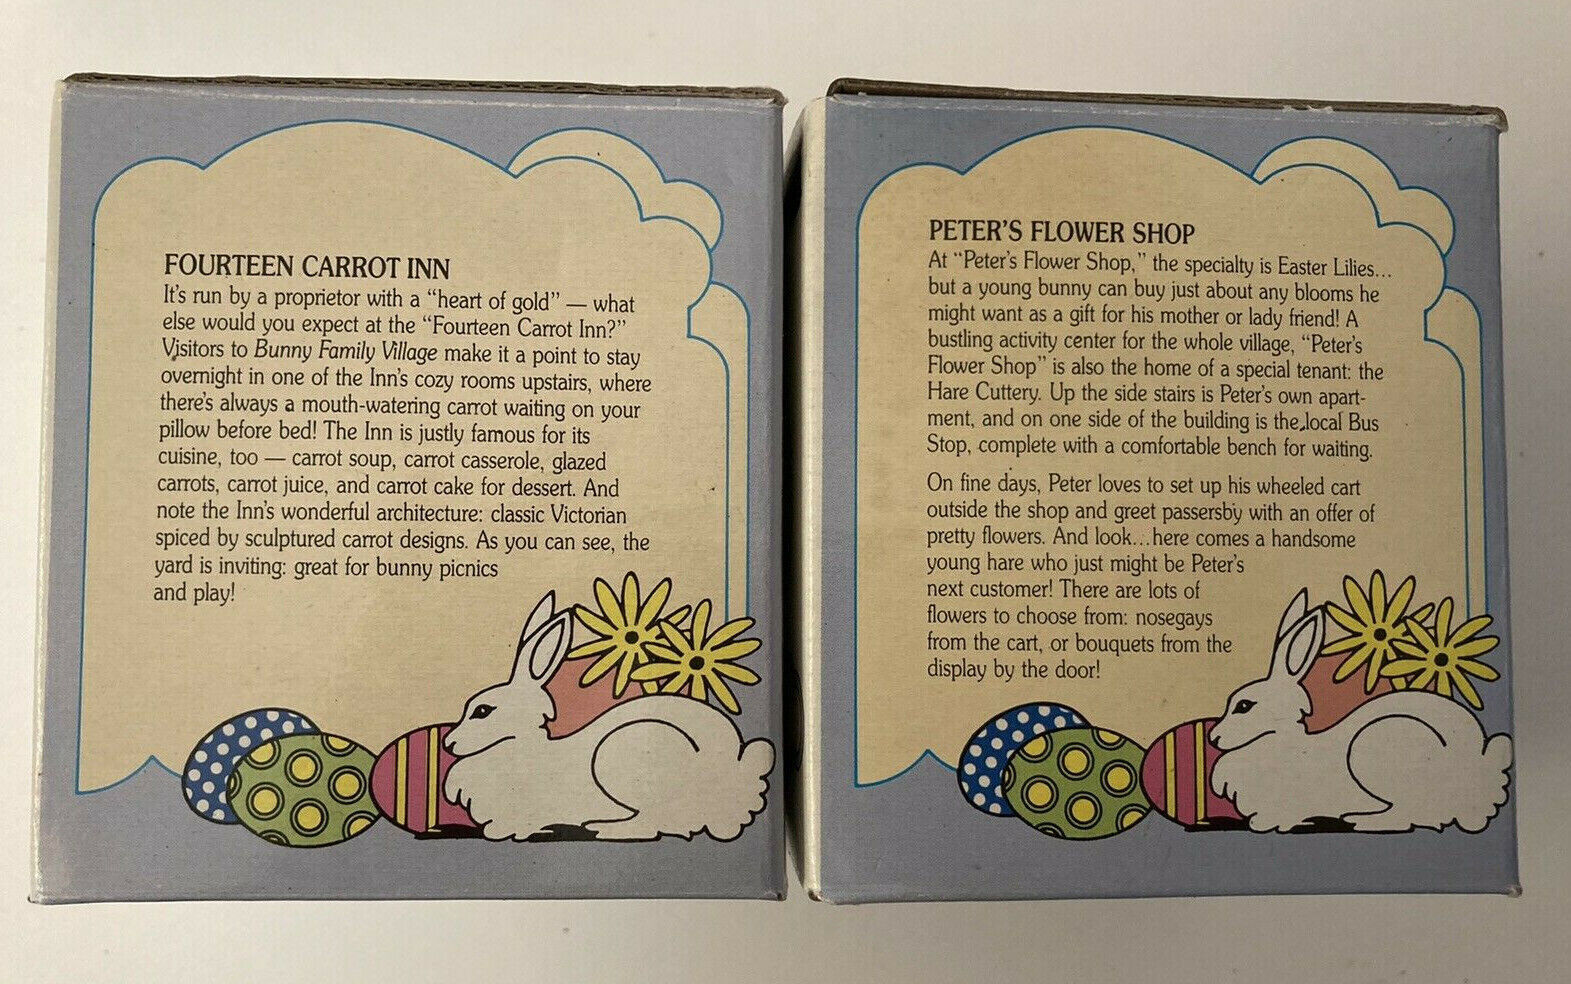 FOURTEEN CARROT INN
It's run by a proprietor with a “heart of gold” — what
else would you expect at the “Fourteen Carrot Inn?”
Visitors to Bunny Family Village make it a point to stay
overnight in one of the Inn's cozy rooms upstairs, where
there's always a mouth-watering carrot waiting on your
pillow before bed! The Inn is justly famous for its
cuisine, too — carrot soup, carrot casserole, glazed
carrots, carrot juice, and carrot cake for dessert. And
note the Inn's wonderful architecture: classic Victorian
spiced by sculptured carrot designs. As you can see, the
yard is inviting: great for bunny picnics
and play!
PETER'S FLOWER SHOP
At “Peter's Flower Shop,” the specialty is Easter Lilies...
but a young bunny can buy just about any blooms he
might want as a gift for his mother or lady friend! A
bustling activity center for the whole village, “Peter's
Flower Shop” is also the home of a special tenant: the
Hare Cuttery. Up the side stairs is Peter's own apart-
ment, and on one side of the building is the local Bus
Stop, complete with a comfortable bench for waiting.
On fine days, Peter loves to set up his wheeled cart
outside the shop and greet passersby with an offer of
pretty flowers. And look...here comes a handsome
young hare who just might be Peter's
next customer! There are lots of
flowers to choose from: nosegays
from the cart, or bouquets from the
display by the door!